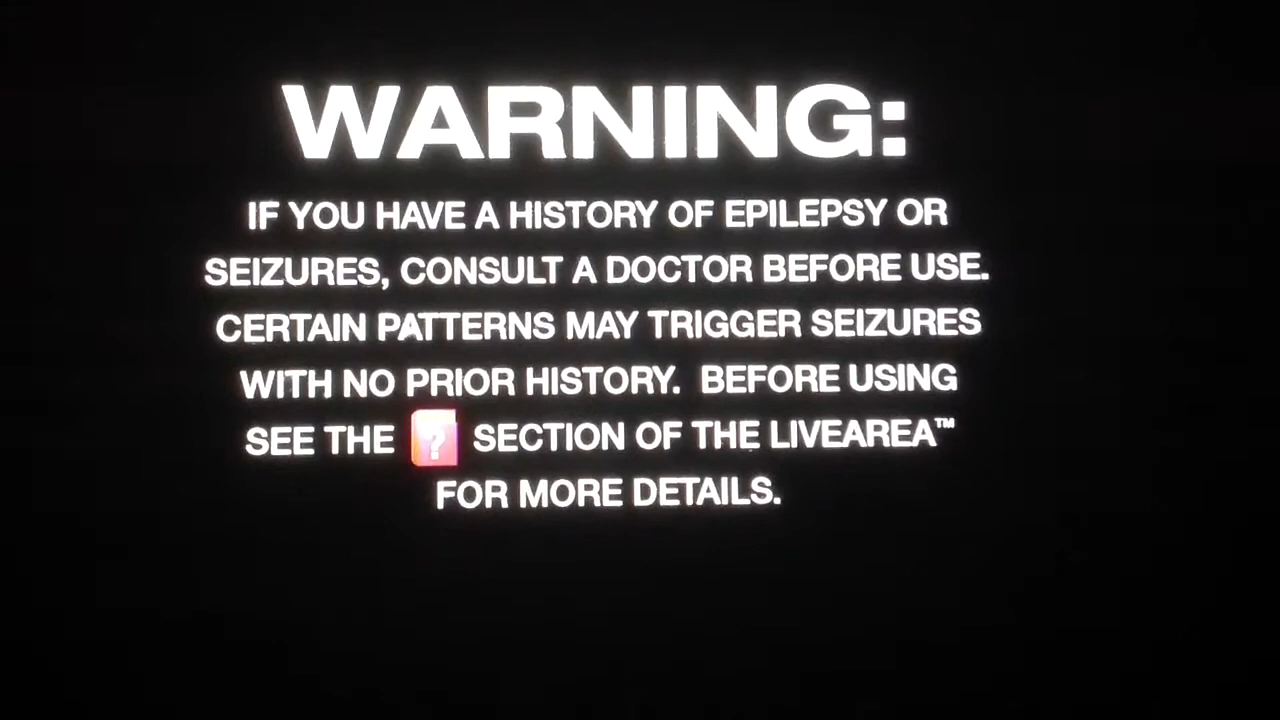 WARNING:
IF YOU HAVE A HISTORY OF EPILEPSY OR
SEIZURES, CONSULT A DOCTOR BEFORE USE.
CERTAIN PATTERNS MAY TRIGGER SEIZURES
WITH NO PRIOR HISTORY. BEFORE USING
SEE THE ? SECTION OF THE LIVEAREA™
FOR MORE DETAILS.